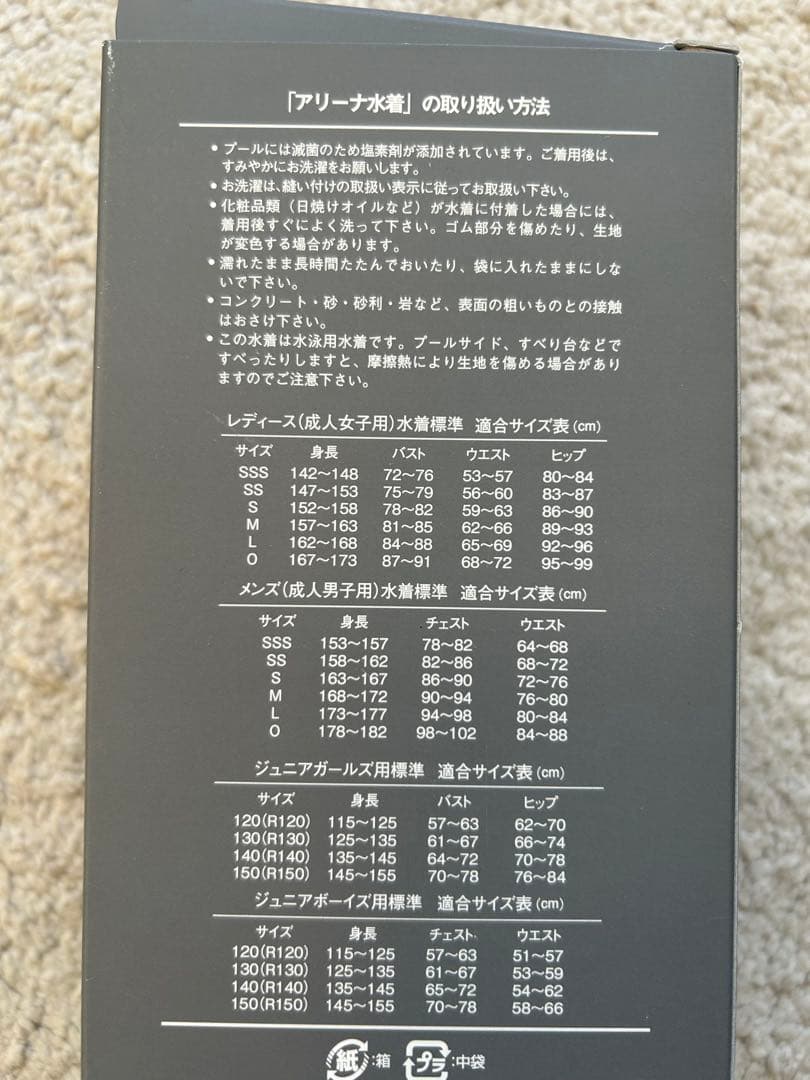 「アリーナ水着」の取り扱い方法
• プールには滅菌のため塩素剤が添加されています。ご着用後は、
すみやかにお洗濯をお願いします。
• お洗濯は、縫い付けの取扱い表示に従ってお取扱い下さい。
• 化粧品類（日焼けオイルなど）が水着に付着した場合には、
着用後すぐによく洗って下さい。ゴム部分を傷めたり、生地
が変色する場合があります。
• 濡れたまま長時間たたんでおいたり、袋に入れたままにしな
いで下さい。
• コンクリート・砂・砂利・岩など、表面の粗いものとの接触
はおさけ下さい。
• この水着は水泳用水着です。プールサイド、すべり台などで
すべったりしますと、摩擦熱により生地を傷める場合があり
ますのでご注意下さい。
レディース（成人女子用）水着標準 適合サイズ表（cm）
サイズ 身長 バスト ウエスト ヒップ
SSS 142～148 72～76 53～57 80～84
SS 147～153 75～79 56～60 83～87
S 152～158 78～82 59～63 86～90
M 157～163 81～85 62～66 89～93
L 162～168 84～88 65～69 92～96
O 167～173 87～91 68～72 95～99
メンズ（成人男子用）水着標準 適合サイズ表（cm）
サイズ 身長 チェスト ウエスト
SSS 153～157 78～82 64～68
SS 158～162 82～86 68～72
S 163～167 86～90 72～76
M 168～172 90～94 76～80
L 173～177 94～98 80～84
O 178～182 98～102 84～88
ジュニアガールズ用標準 適合サイズ表（cm）
サイズ 身長 バスト ヒップ
120（R120） 115～125 57～63 62～70
130（R130） 125～135 61～67 66～74
140（R140） 135～145 64～72 70～78
150（R150） 145～155 70～78 76～84
ジュニアボーイズ用標準 適合サイズ表（cm）
サイズ 身長 チェスト ウエスト
120（R120） 115～125 57～63 51～57
130（R130） 125～135 61～67 53～59
140（R140） 135～145 65～72 54～62
150（R150） 145～155 70～78 58～66
紙：箱 プラ：中袋